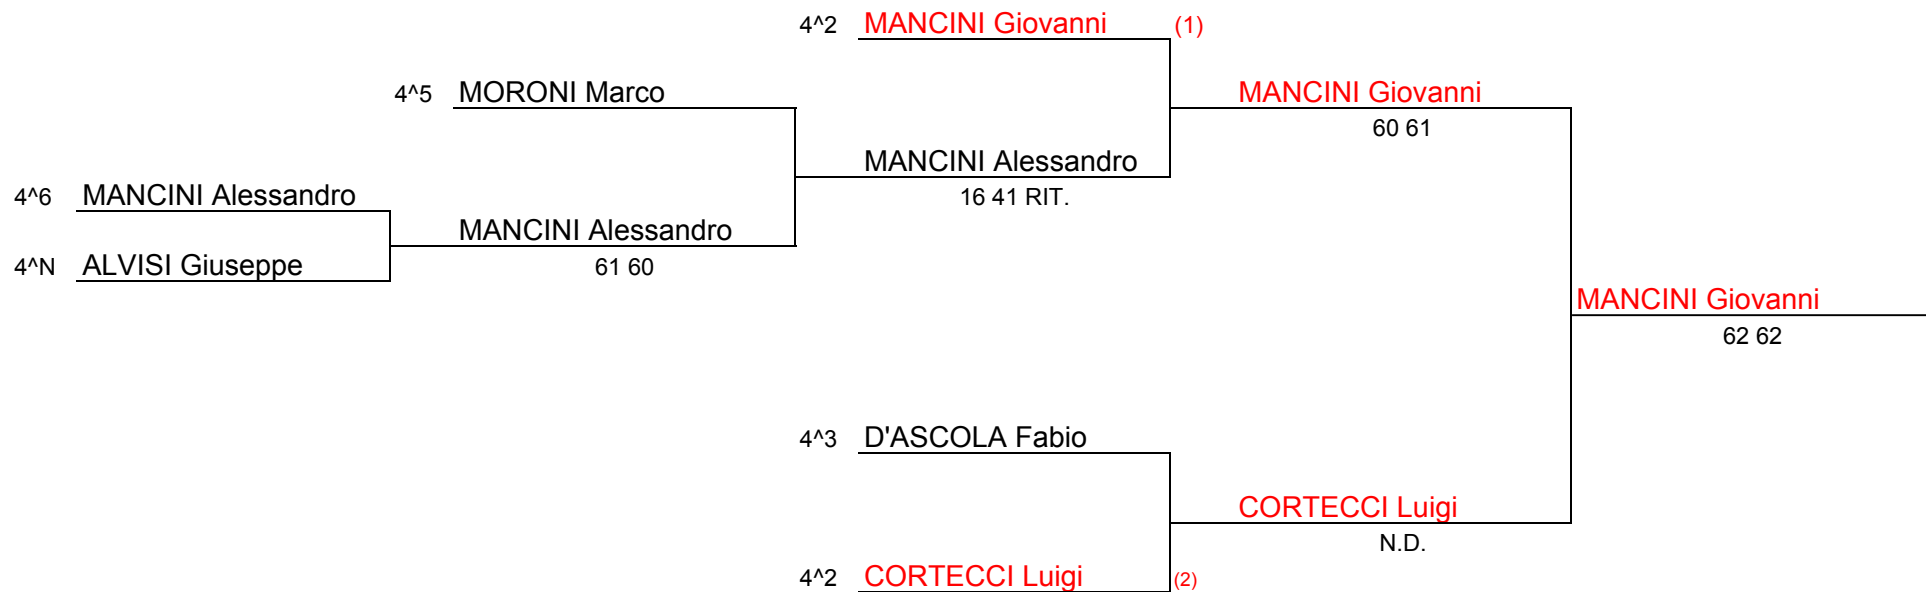 4^2 MANCINI Giovanni (1)
4^5 MORONI Marco MANCINI Giovanni
60 61
MANCINI Alessandro
4^6 MANCINI Alessandro 16 41 RIT.
MANCINI Alessandro
4^N ALVISI Giuseppe 61 60
MANCINI Giovanni
62 62
4^3 D'ASCOLA Fabio
CORTECCI Luigi
N.D.
4^2 CORTECCI Luigi (2)